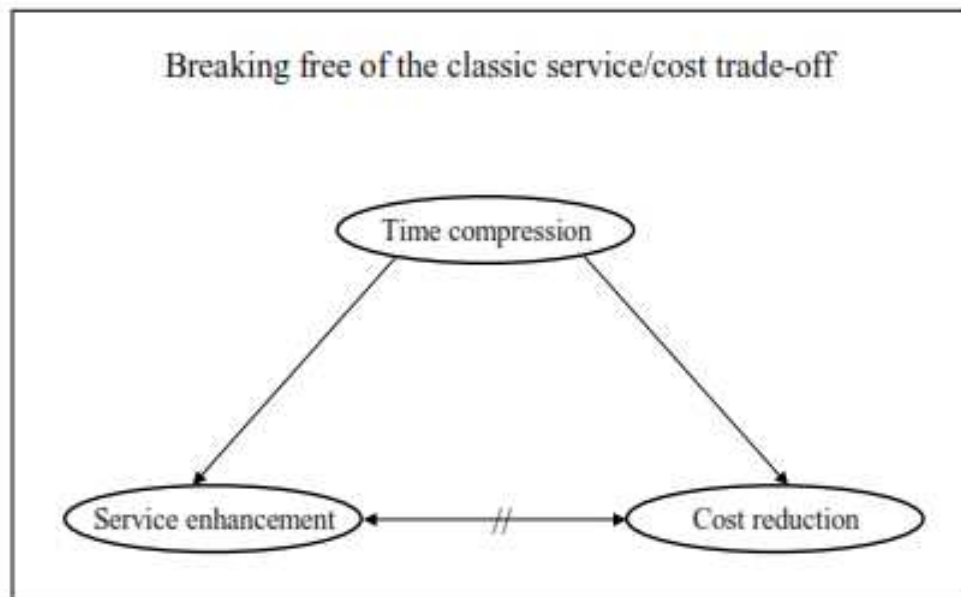 Breaking free of the classic service/cost trade-off
Time compression
Service enhancement
//
Cost reduction